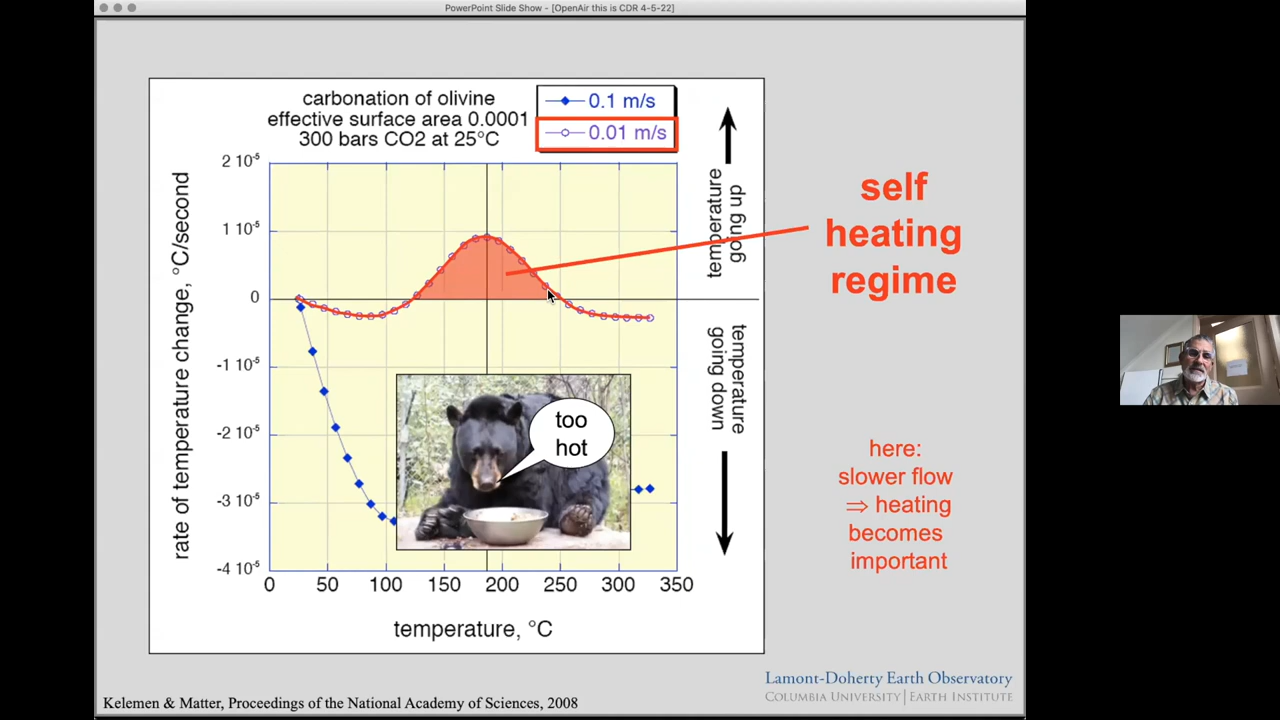 PowerPoint Slide Show - [OpenAir this is CDR 4-5-22]
carbonation of olivine
effective surface area 0.0001
300 bars CO2 at 25°C
0.1 m/s
0.01 m/s
rate of temperature change, °C/second
2 10⁻⁵
1 10⁻⁵
0
-1 10⁻⁵
-2 10⁻⁵
-3 10⁻⁵
-4 10⁻⁵
0 50 100 150 200 250 300 350
temperature, °C
temperature
going up
temperature
going down
too
hot
self
heating
regime
here:
slower flow
⇒ heating
becomes
important
Kelemen & Matter, Proceedings of the National Academy of Sciences, 2008
Lamont-Doherty Earth Observatory
COLUMBIA UNIVERSITY | EARTH INSTITUTE